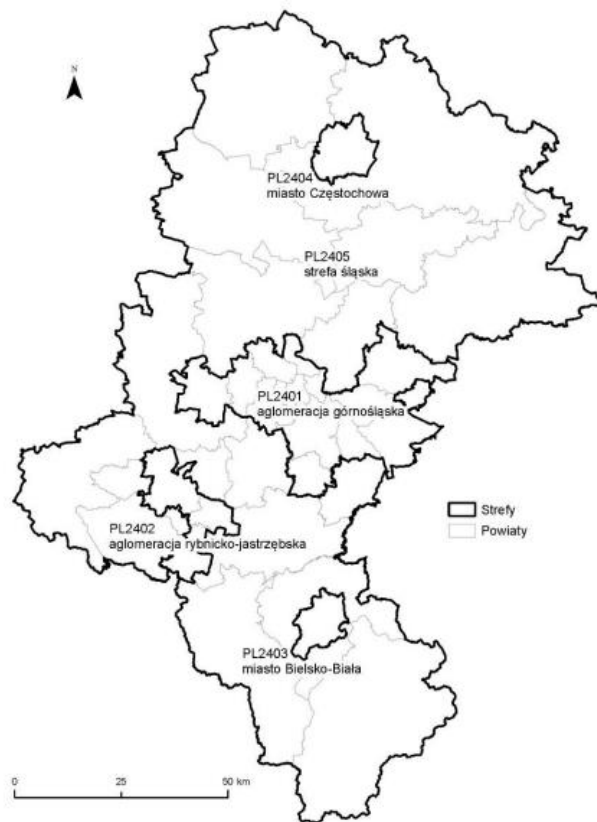 N
PL2404
miasto Częstochowa
PL2405
strefa śląska
PL2401
aglomeracja górnośląska
Strefy
Powiaty
PL2402
aglomeracja rybnicko-jastrzębska
PL2403
miasto Bielsko-Biała
0 25 50 km